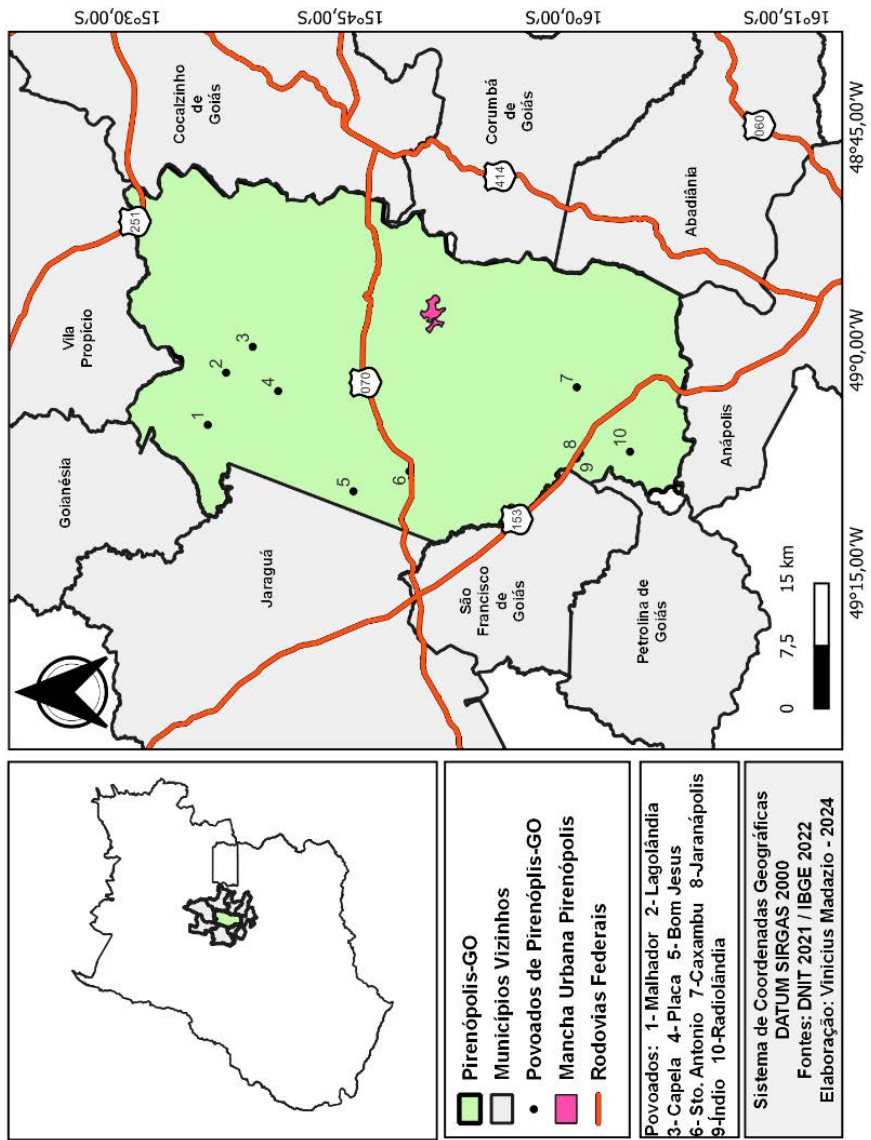 15°30,00'S
15°45,00'S
16°0,00'S
16°15,00'S
48°45,00'W
49°0,00'W
49°15,00'W
Goianésia
Vila
Propício
Cocalzinho
de
Goiás
Jaraguá
Corumbá
de
Goiás
São
Francisco
de
Goiás
Petrolina de
Goiás
Anápolis
Abadiânia
251
070
414
153
060
1
2
3
4
5
6
7
8
9
10
0 7,5 15 km
Pirenópolis-GO
Municípios Vizinhos
Povoados de Pirenóplis-GO
Mancha Urbana Pirenópolis
Rodovias Federais
Povoados: 1- Malhador 2- Lagolândia
3- Capela 4- Placa 5- Bom Jesus
6- Sto. Antonio 7-Caxambu 8-Jaranápolis
9-Índio 10-Radiolândia
Sistema de Coordenadas Geográficas
DATUM SIRGAS 2000
Fontes: DNIT 2021 / IBGE 2022
Elaboração: Vinicius Madazio - 2024